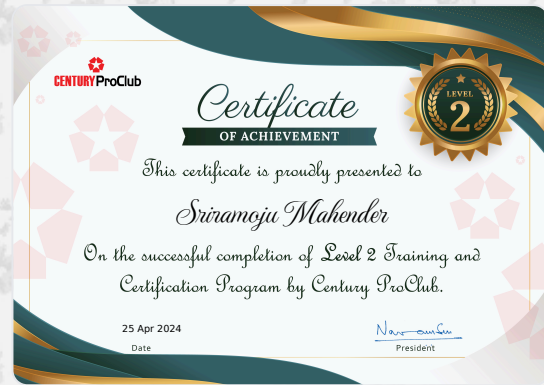 CENTURY ProClub
LEVEL
2
Certificate
OF ACHIEVEMENT
This certificate is proudly presented to
Sriramoju Mahender
On the successful completion of Level 2 Training and
Certification Program by Century ProClub.
25 Apr 2024
Date
President